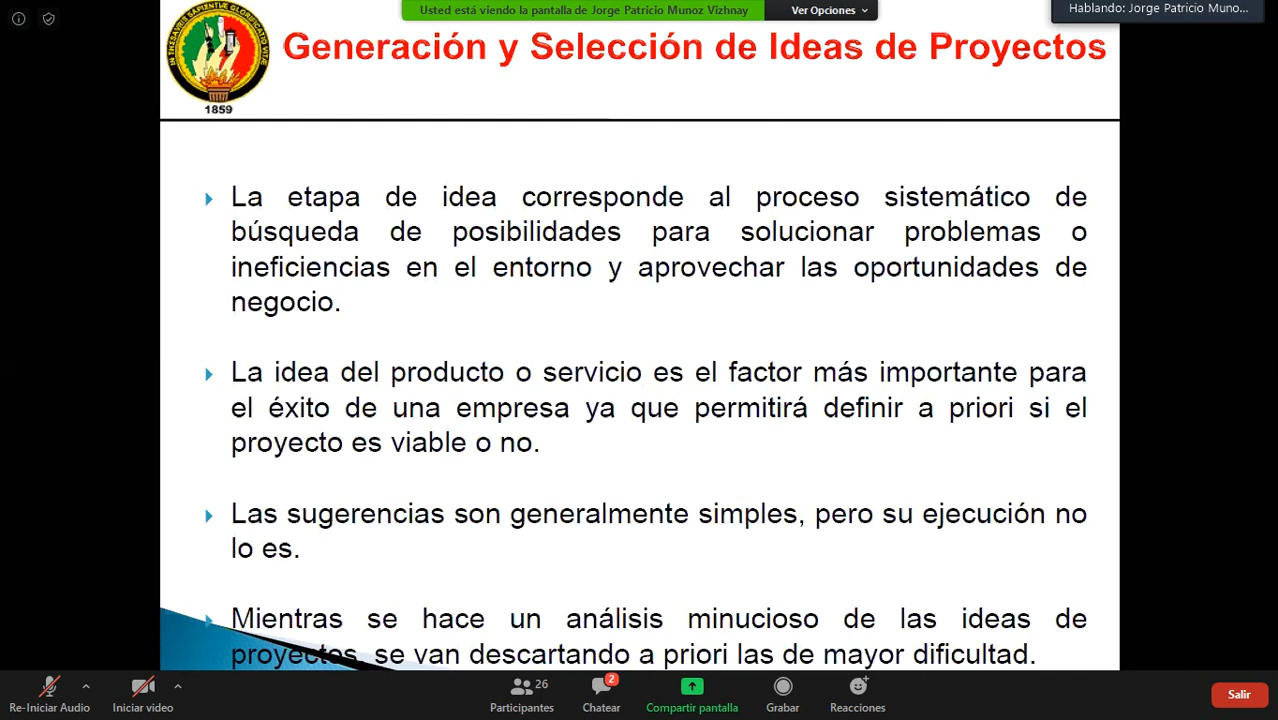 Usted está viendo la pantalla de Jorge Patricio Munoz Vizhnay
Ver Opciones
Hablando: Jorge Patricio Muno...
IN THESAVRIS SAPIENTIAE GLORIFICATIO VITAE
1859
Generación y Selección de Ideas de Proyectos
La etapa de idea corresponde al proceso sistemático de
búsqueda de posibilidades para solucionar problemas o
ineficiencias en el entorno y aprovechar las oportunidades de
negocio.
La idea del producto o servicio es el factor más importante para
el éxito de una empresa ya que permitirá definir a priori si el
proyecto es viable o no.
Las sugerencias son generalmente simples, pero su ejecución no
lo es.
Mientras se hace un análisis minucioso de las ideas de
proyectos, se van descartando a priori las de mayor dificultad.
Re-Iniciar Audio
Iniciar video
26
Participantes
2
Chatear
Compartir pantalla
Grabar
Reacciones
Salir